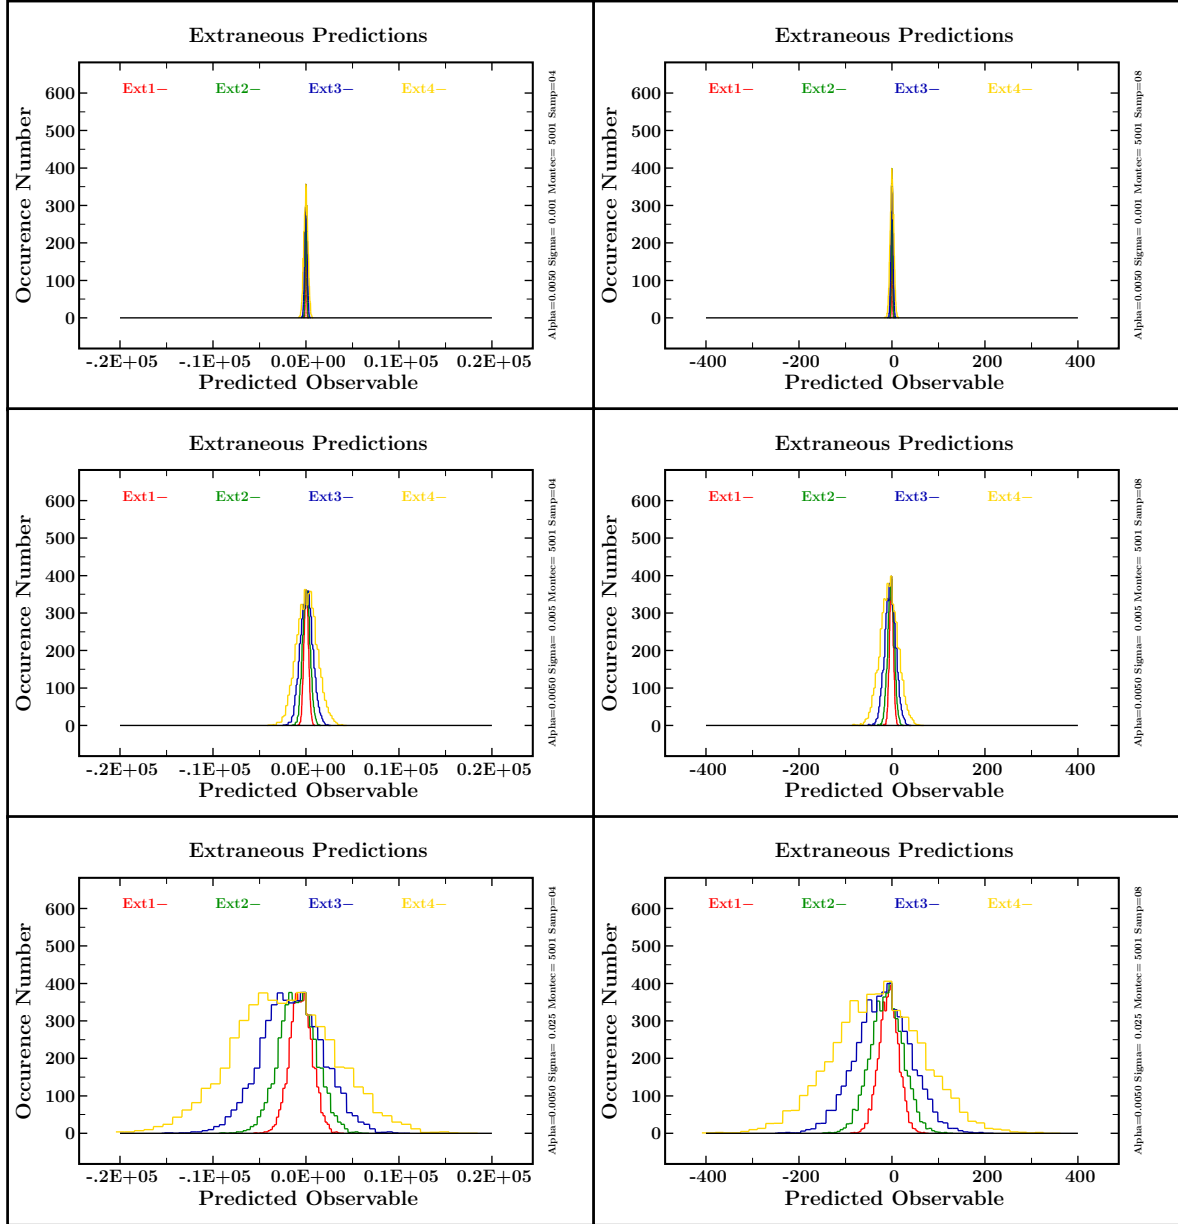 Extraneous Predictions
Ext1− Ext2− Ext3− Ext4−
600
500
400
300
200
100
0
Occurence Number
-.2E+05 -.1E+05 0.0E+00 0.1E+05 0.2E+05
Predicted Observable
Alpha=0.0050 Sigma= 0.001 Montec= 5001 Samp=04
Extraneous Predictions
Ext1− Ext2− Ext3− Ext4−
600
500
400
300
200
100
0
Occurence Number
-400 -200 0 200 400
Predicted Observable
Alpha=0.0050 Sigma= 0.001 Montec= 5001 Samp=08
Extraneous Predictions
Ext1− Ext2− Ext3− Ext4−
600
500
400
300
200
100
0
Occurence Number
-.2E+05 -.1E+05 0.0E+00 0.1E+05 0.2E+05
Predicted Observable
Alpha=0.0050 Sigma= 0.005 Montec= 5001 Samp=04
Extraneous Predictions
Ext1− Ext2− Ext3− Ext4−
600
500
400
300
200
100
0
Occurence Number
-400 -200 0 200 400
Predicted Observable
Alpha=0.0050 Sigma= 0.005 Montec= 5001 Samp=08
Extraneous Predictions
Ext1− Ext2− Ext3− Ext4−
600
500
400
300
200
100
0
Occurence Number
-.2E+05 -.1E+05 0.0E+00 0.1E+05 0.2E+05
Predicted Observable
Alpha=0.0050 Sigma= 0.025 Montec= 5001 Samp=04
Extraneous Predictions
Ext1− Ext2− Ext3− Ext4−
600
500
400
300
200
100
0
Occurence Number
-400 -200 0 200 400
Predicted Observable
Alpha=0.0050 Sigma= 0.025 Montec= 5001 Samp=08